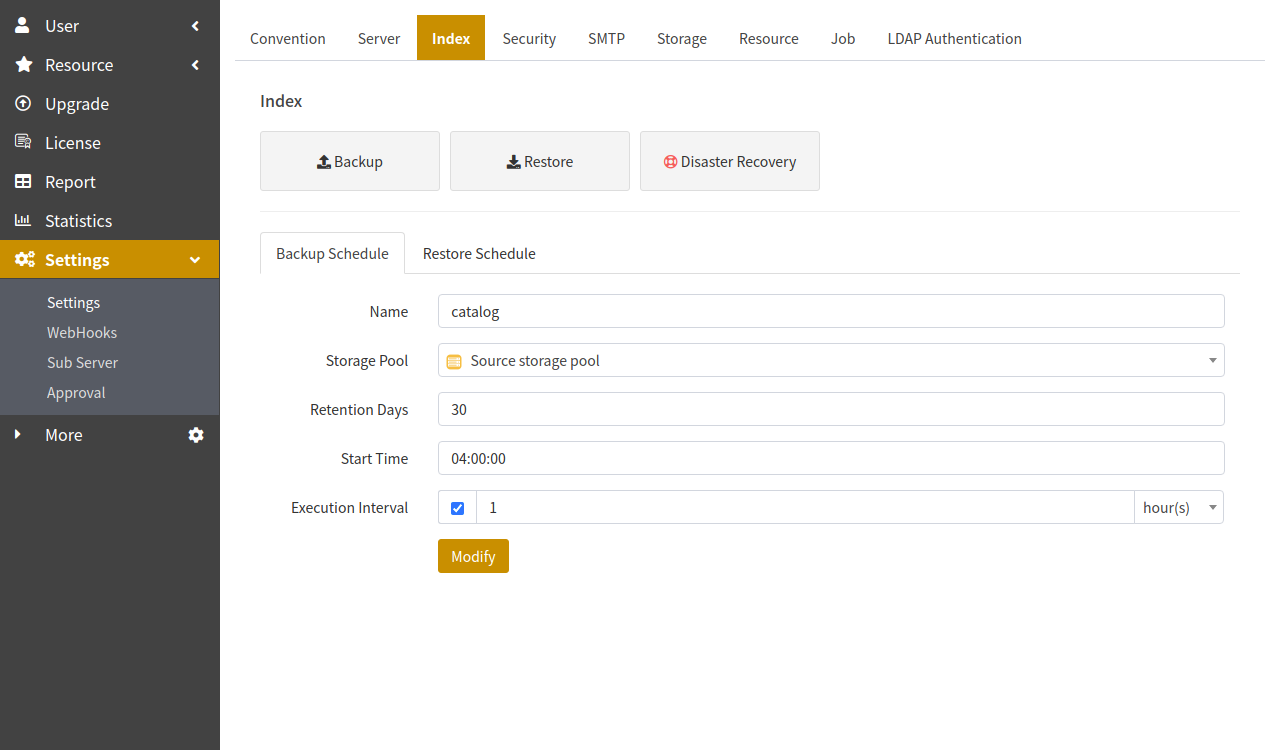 User
Resource
Upgrade
License
Report
Statistics
Settings
Settings
WebHooks
Sub Server
Approval
More
Convention Server Index Security SMTP Storage Resource Job LDAP Authentication
Index
Backup Restore Disaster Recovery
Backup Schedule Restore Schedule
Name catalog
Storage Pool Source storage pool
Retention Days 30
Start Time 04:00:00
Execution Interval 1 hour(s)
Modify